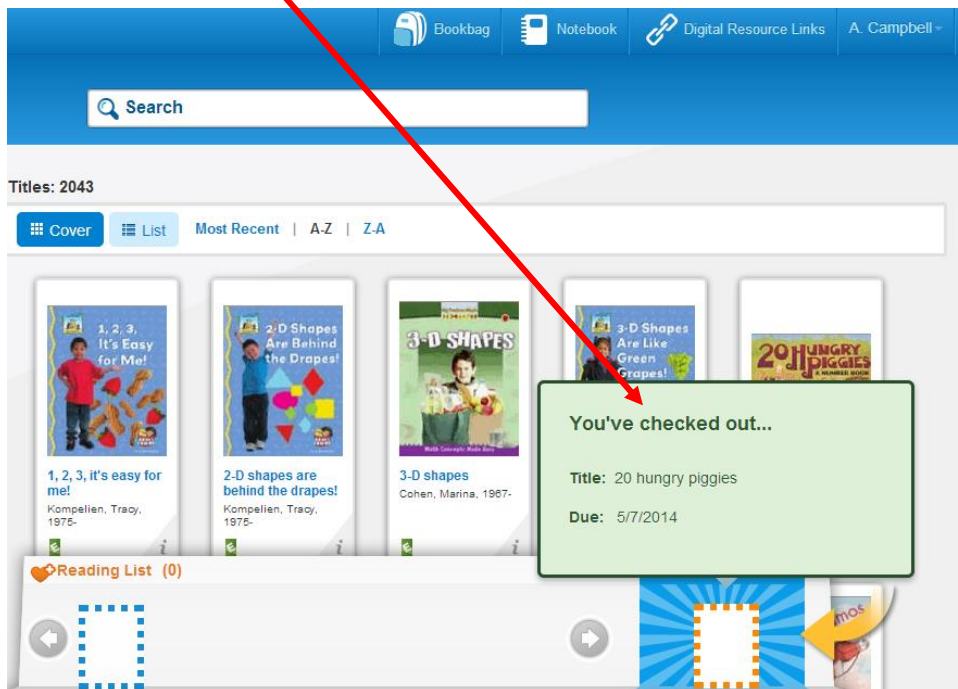 Bookbag
Notebook
Digital Resource Links
A. Campbell
Search
Titles: 2043
Cover
List
Most Recent | A-Z | Z-A
1, 2, 3,
It's Easy
for Me!
2-D Shapes
Are Behind
the Drapes!
3-D SHAPES
Math Concepts Made Easy
3-D Shapes
Are Like
Green
Grapes!
20 HUNGRY
PIGGIES
A NUMBER BOOK
1, 2, 3, it's easy for
me!
Kompelien, Tracy,
1975-
2-D shapes are
behind the drapes!
Kompelien, Tracy,
1975-
3-D shapes
Cohen, Marina, 1967-
You've checked out...
Title: 20 hungry piggies
Due: 5/7/2014
E i
E i
E i
Reading List (0)